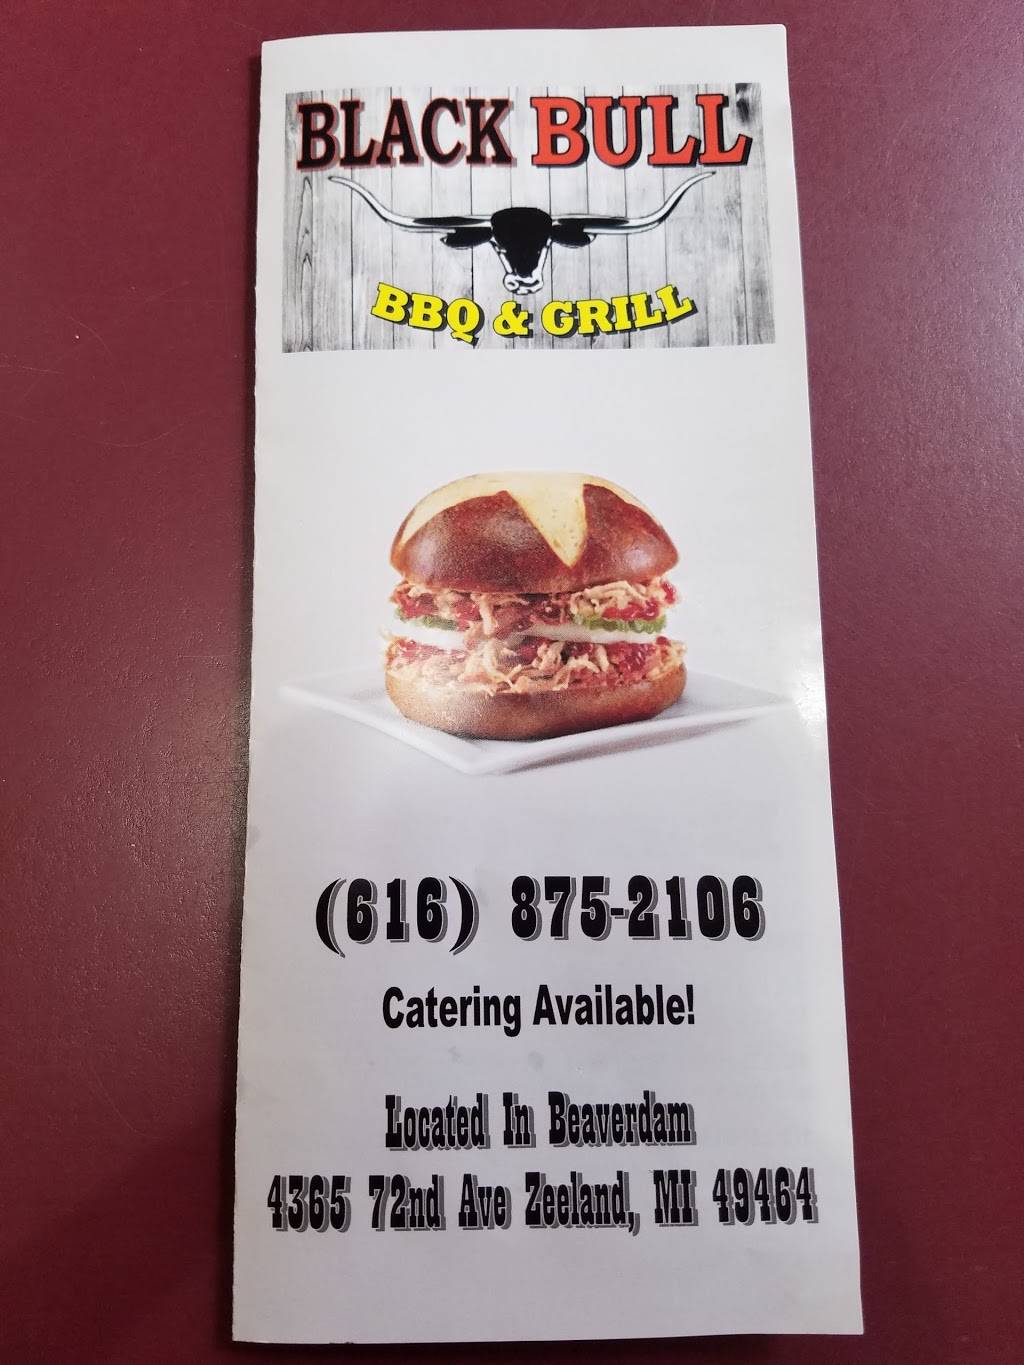 BLACK BULL
BBQ & GRILL
(616) 875-2106
Catering Available!
Located In Beaverdam
4365 72nd Ave Zeeland, MI 49464